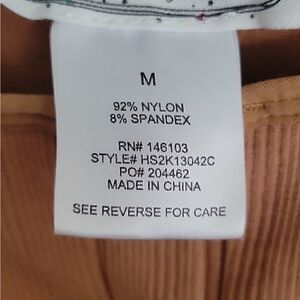 M
92% NYLON
8% SPANDEX
RN# 146103
STYLE# HS2K13042C
PO# 204462
MADE IN CHINA
SEE REVERSE FOR CARE